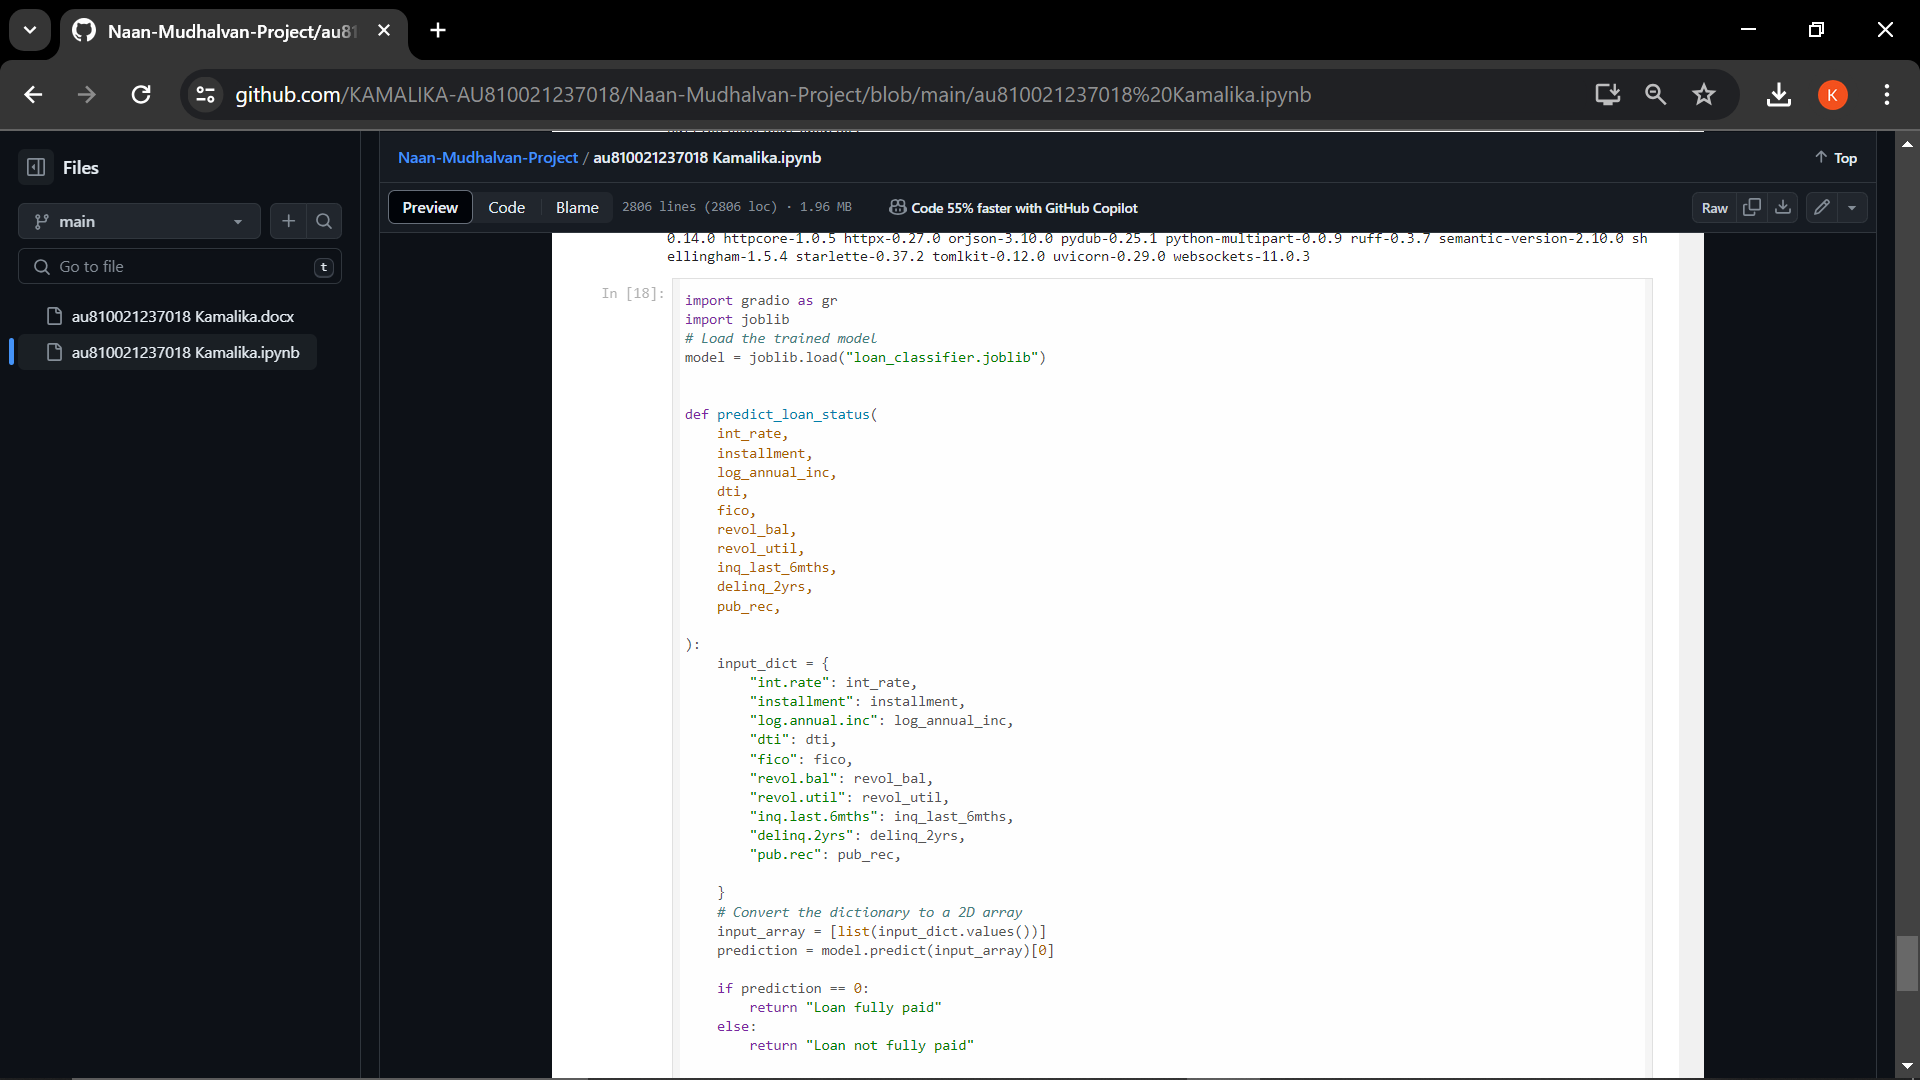 Naan-Mudhalvan-Project/au81
github.com/KAMALIKA-AU810021237018/Naan-Mudhalvan-Project/blob/main/au810021237018%20Kamalika.ipynb
K
Files
main
Go to file
t
au810021237018 Kamalika.docx
au810021237018 Kamalika.ipynb
Naan-Mudhalvan-Project / au810021237018 Kamalika.ipynb
Top
Preview Code Blame 2806 lines (2806 loc) · 1.96 MB Code 55% faster with GitHub Copilot Raw
0.14.0 httpcore-1.0.5 httpx-0.27.0 orjson-3.10.0 pydub-0.25.1 python-multipart-0.0.9 ruff-0.3.7 semantic-version-2.10.0 sh
ellingham-1.5.4 starlette-0.37.2 tomlkit-0.12.0 uvicorn-0.29.0 websockets-11.0.3
In [18]:
import gradio as gr
import joblib
# Load the trained model
model = joblib.load("loan_classifier.joblib")
def predict_loan_status(
int_rate,
installment,
log_annual_inc,
dti,
fico,
revol_bal,
revol_util,
inq_last_6mths,
delinq_2yrs,
pub_rec,
):
input_dict = {
"int.rate": int_rate,
"installment": installment,
"log.annual.inc": log_annual_inc,
"dti": dti,
"fico": fico,
"revol.bal": revol_bal,
"revol.util": revol_util,
"inq.last.6mths": inq_last_6mths,
"delinq.2yrs": delinq_2yrs,
"pub.rec": pub_rec,
}
# Convert the dictionary to a 2D array
input_array = [list(input_dict.values())]
prediction = model.predict(input_array)[0]
if prediction == 0:
return "Loan fully paid"
else:
return "Loan not fully paid"